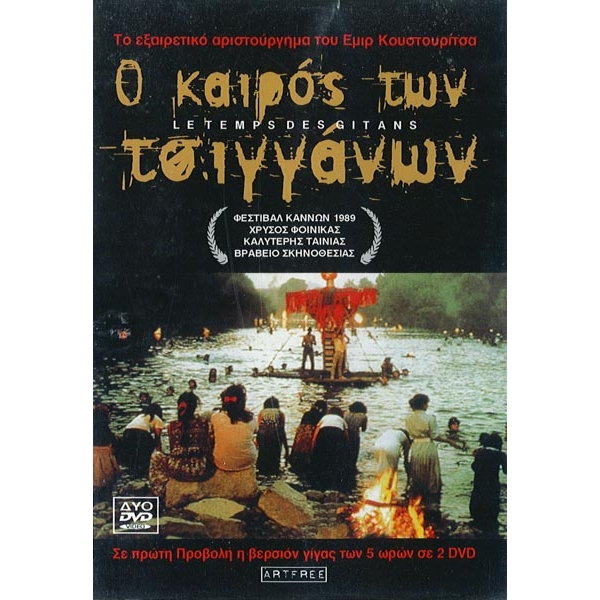 Το εξαιρετικό αριστούργημα του Εμιρ Κουστουρίτσα
Ο καιρός των
LE TEMPS DES GITANS
τσιγγάνων
ΦΕΣΤΙΒΑΛ ΚΑΝΝΩΝ 1989
ΧΡΥΣΟΣ ΦΟΙΝΙΚΑΣ
ΚΑΛΥΤΕΡΗΣ ΤΑΙΝΙΑΣ
ΒΡΑΒΕΙΟ ΣΚΗΝΟΘΕΣΙΑΣ
ΔΥΟ
DVD
VIDEO
Σε πρώτη Προβολή η βερσιόν γίγας των 5 ωρών σε 2 DVD
ARTFREE